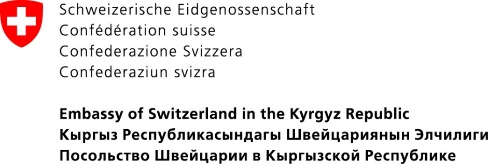 Schweizerische Eidgenossenschaft
Confédération suisse
Confederazione Svizzera
Confederaziun svizra
Embassy of Switzerland in the Kyrgyz Republic
Кыргыз Республикасындагы Швейцариянын Элчилиги
Посольство Швейцарии в Кыргызской Республике